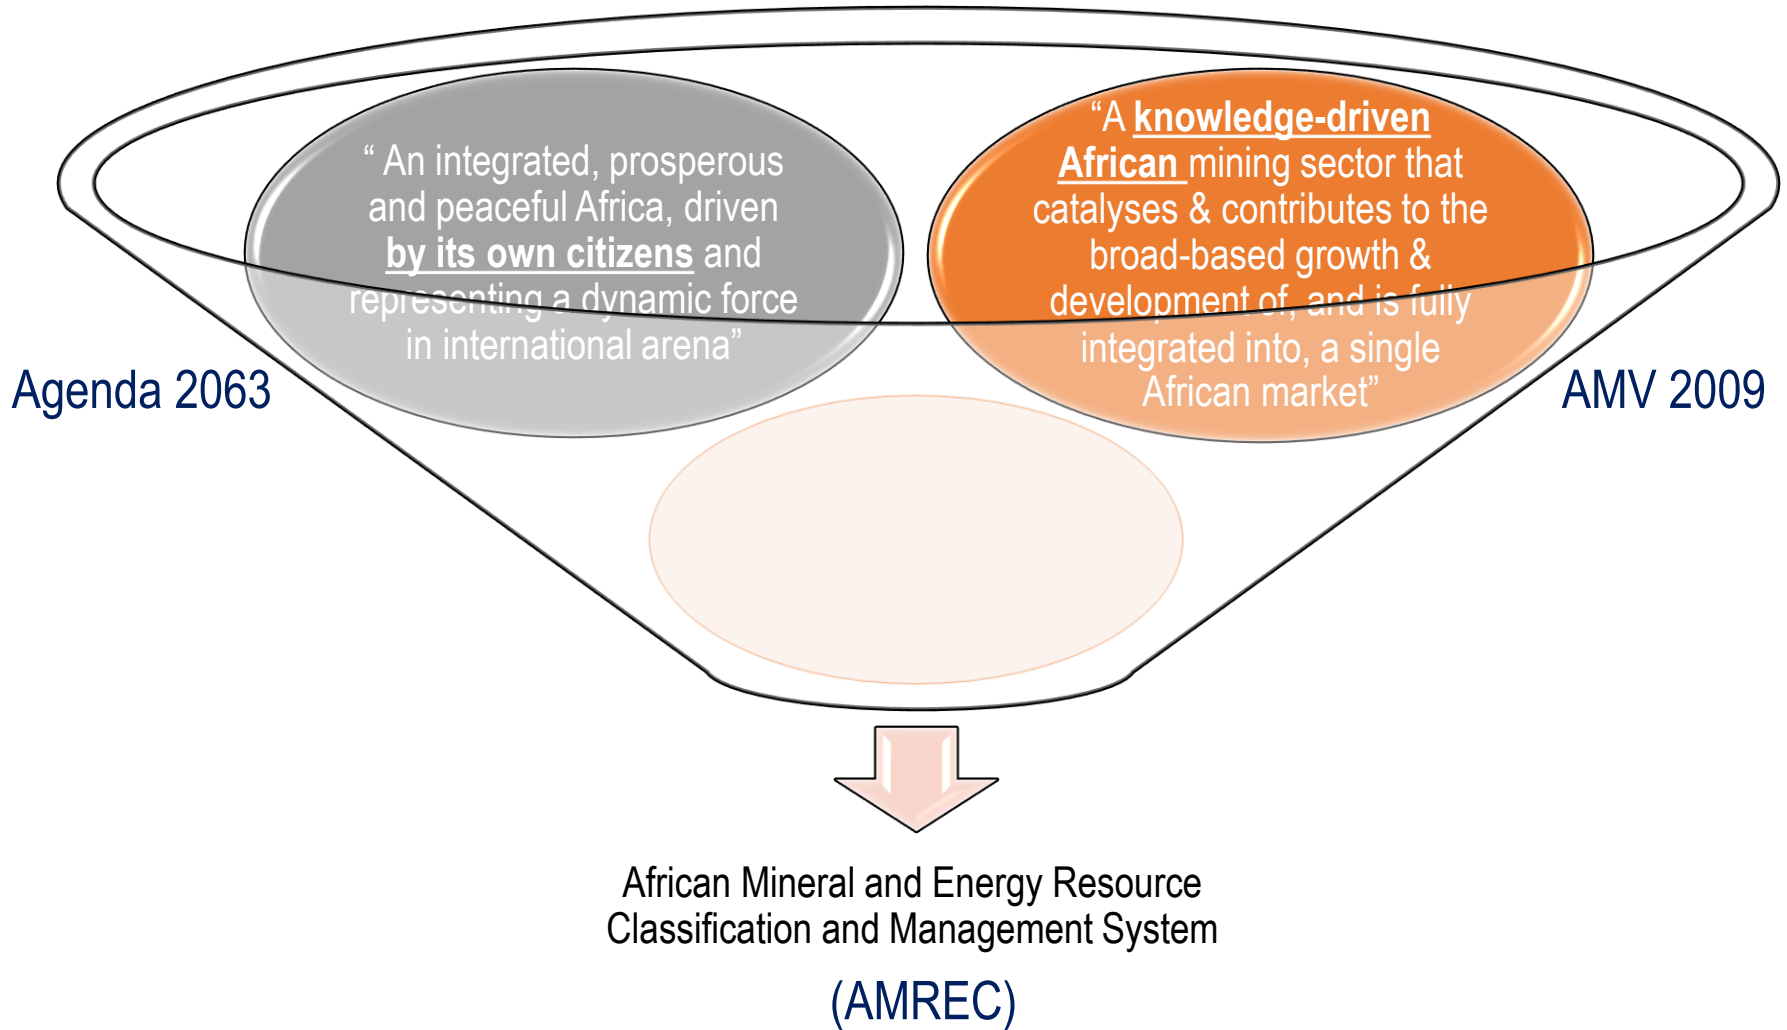 “ An integrated, prosperous
and peaceful Africa, driven
by its own citizens and
representing a dynamic force
in international arena”
“A knowledge-driven
African mining sector that
catalyses & contributes to the
broad-based growth &
development of, and is fully
integrated into, a single
African market”
Agenda 2063
AMV 2009
African Mineral and Energy Resource
Classification and Management System
(AMREC)